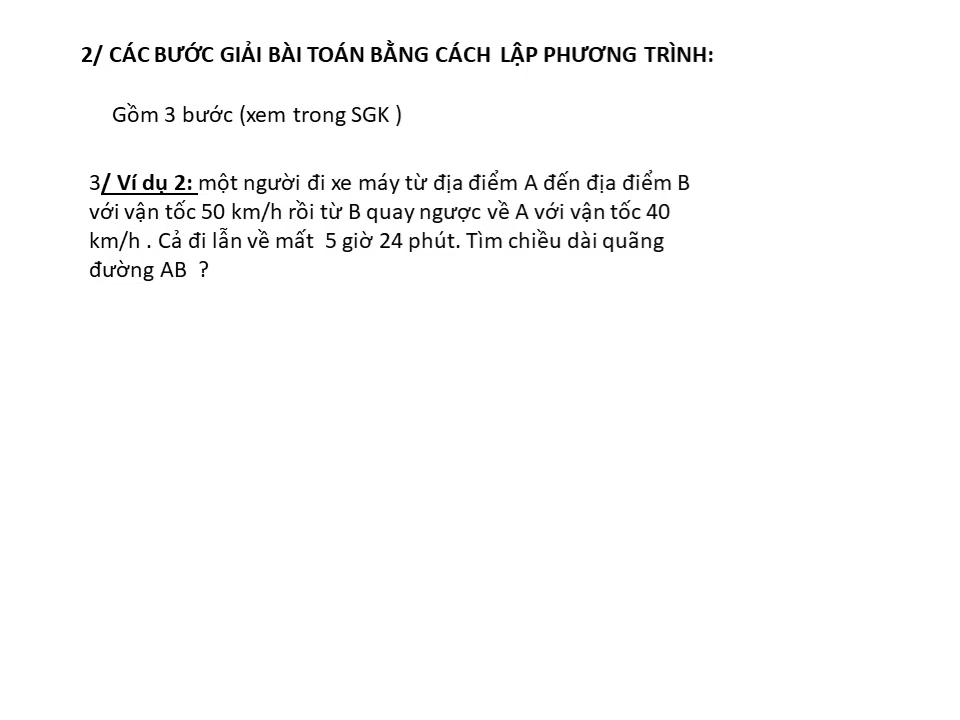 2/ CÁC BƯỚC GIẢI BÀI TOÁN BẰNG CÁCH LẬP PHƯƠNG TRÌNH:
Gồm 3 bước (xem trong SGK )
3/ Ví dụ 2: một người đi xe máy từ địa điểm A đến địa điểm B
với vận tốc 50 km/h rồi từ B quay ngược về A với vận tốc 40
km/h . Cả đi lẫn về mất 5 giờ 24 phút. Tìm chiều dài quãng
đường AB ?